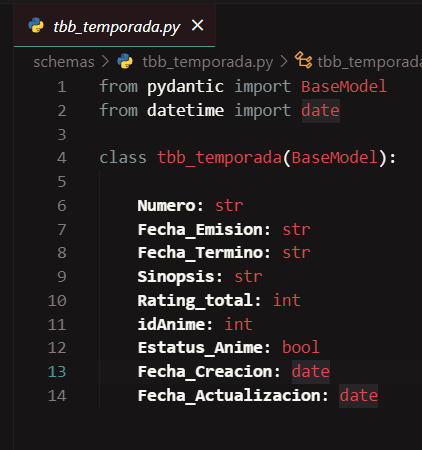 tbb_temporada.py ×
schemas > tbb_temporada.py > tbb_temporada
1 from pydantic import BaseModel
2 from datetime import date
3
4 class tbb_temporada(BaseModel):
5
6 Numero: str
7 Fecha_Emision: str
8 Fecha_Termino: str
9 Sinopsis: str
10 Rating_total: int
11 idAnime: int
12 Estatus_Anime: bool
13 Fecha_Creacion: date
14 Fecha_Actualizacion: date